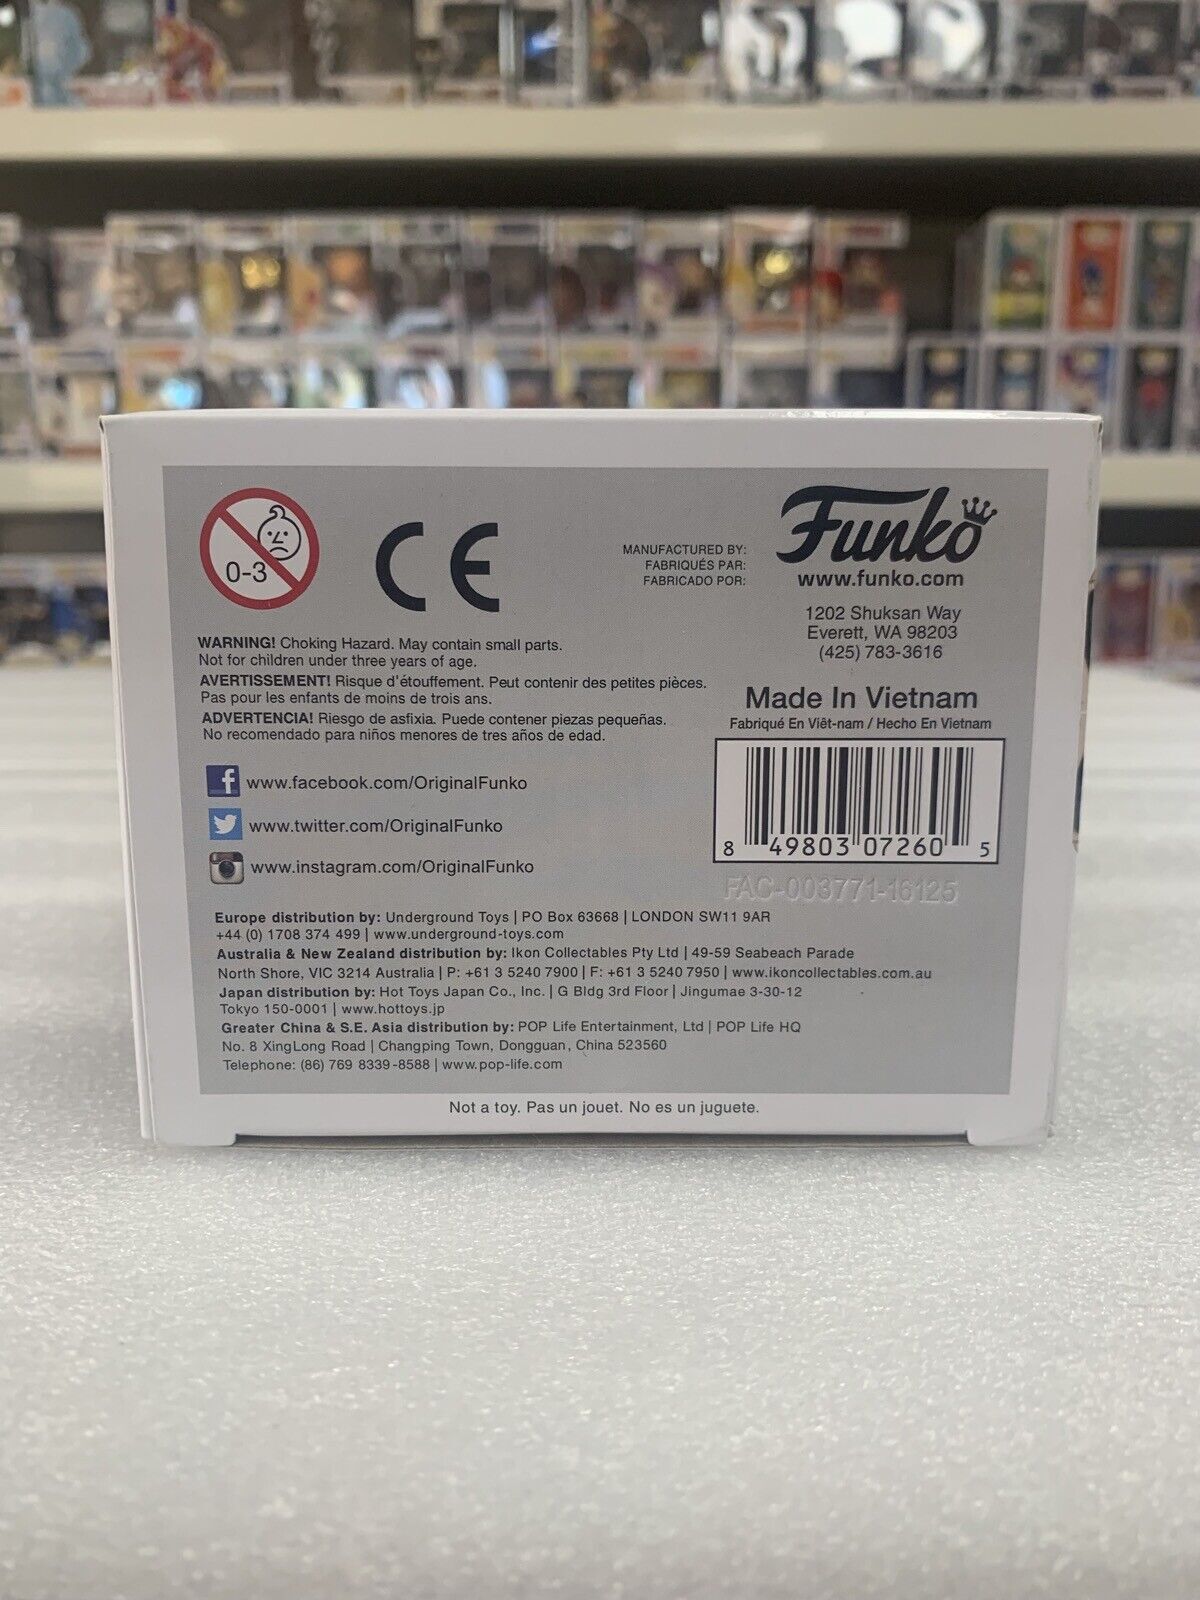 0-3
CE
MANUFACTURED BY:
FABRIQUÉS PAR:
FABRICADO POR:
Funko
www.funko.com
1202 Shuksan Way
Everett, WA 98203
(425) 783-3616
WARNING! Choking Hazard. May contain small parts.
Not for children under three years of age.
AVERTISSEMENT! Risque d'étouffement. Peut contenir des petites pièces.
Pas pour les enfants de moins de trois ans.
ADVERTENCIA! Riesgo de asfixia. Puede contener piezas pequeñas.
No recomendado para niños menores de tres años de edad.
Made In Vietnam
Fabriqué En Viêt-nam / Hecho En Vietnam
www.facebook.com/OriginalFunko
www.twitter.com/OriginalFunko
www.instagram.com/OriginalFunko
8 49803 07260 5
FAC-003771-16125
Europe distribution by: Underground Toys | PO Box 63668 | LONDON SW11 9AR
+44 (0) 1708 374 499 | www.underground-toys.com
Australia & New Zealand distribution by: Ikon Collectables Pty Ltd | 49-59 Seabeach Parade
North Shore, VIC 3214 Australia | P: +61 3 5240 7900 | F: +61 3 5240 7950 | www.ikoncollectables.com.au
Japan distribution by: Hot Toys Japan Co., Inc. | G Bldg 3rd Floor | Jingumae 3-30-12
Tokyo 150-0001 | www.hottoys.jp
Greater China & S.E. Asia distribution by: POP Life Entertainment, Ltd | POP Life HQ
No. 8 XingLong Road | Changping Town, Dongguan, China 523560
Telephone: (86) 769 8339-8588 | www.pop-life.com
Not a toy. Pas un jouet. No es un juguete.